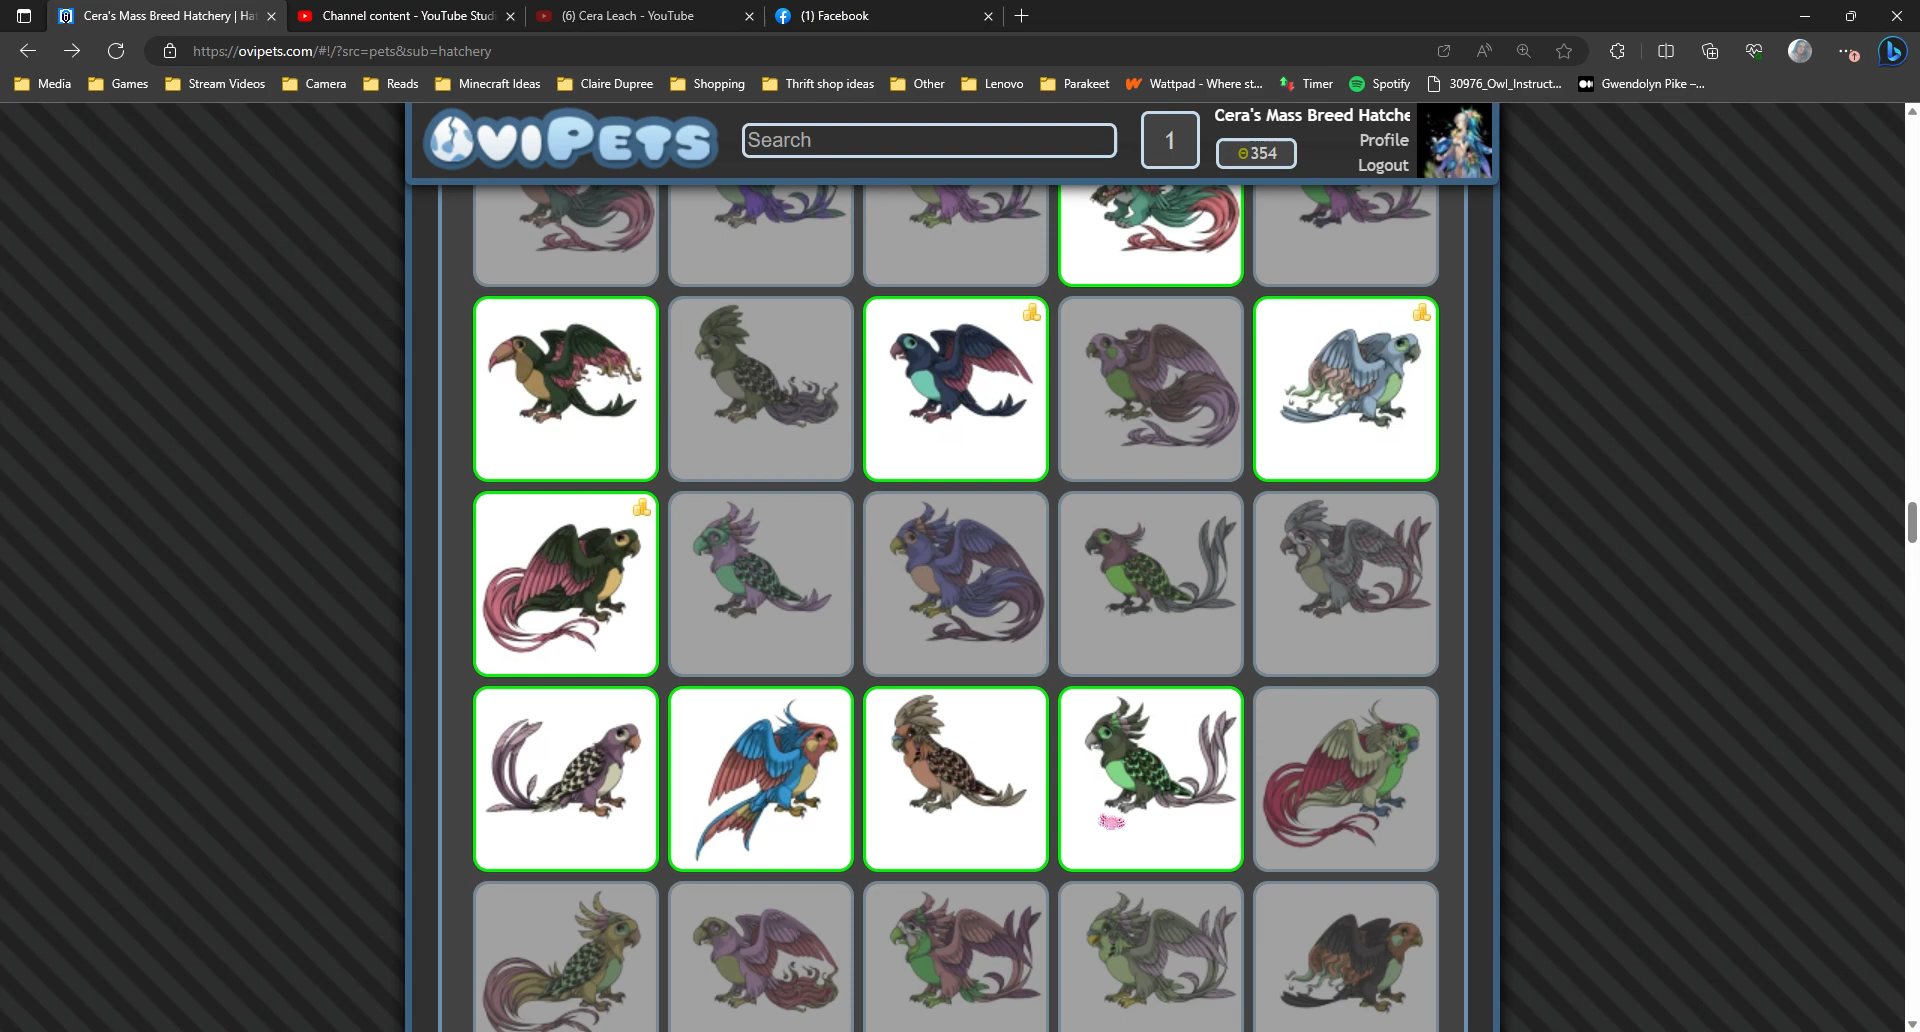 Cera's Mass Breed Hatchery | Hat
Channel content - YouTube Studi
(6) Cera Leach - YouTube
(1) Facebook
https://ovipets.com/#!/?src=pets&sub=hatchery
Media
Games
Stream Videos
Camera
Reads
Minecraft Ideas
Claire Dupree
Shopping
Thrift shop ideas
Other
Lenovo
Parakeet
Wattpad - Where st...
Timer
Spotify
30976_Owl_Instruct...
Gwendolyn Pike –...
OviPets
Search
1
Cera's Mass Breed Hatche
354
Profile
Logout